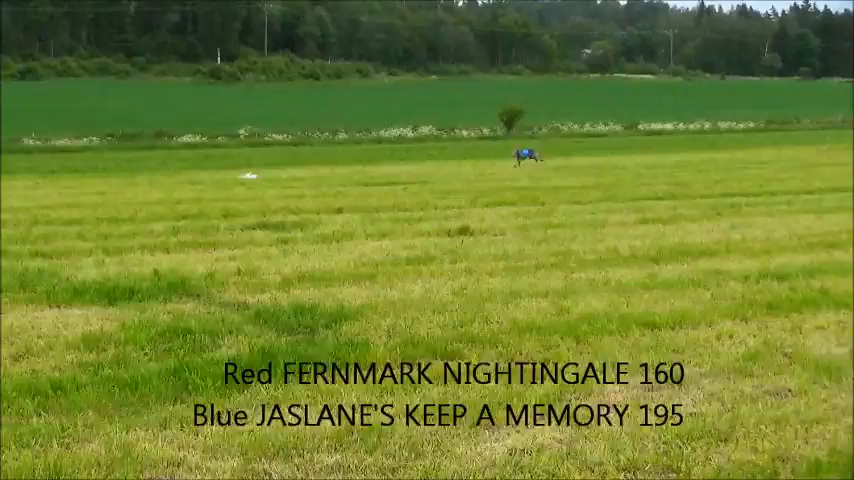 Red FERNMARK NIGHTINGALE 160
Blue JASLANE'S KEEP A MEMORY 195